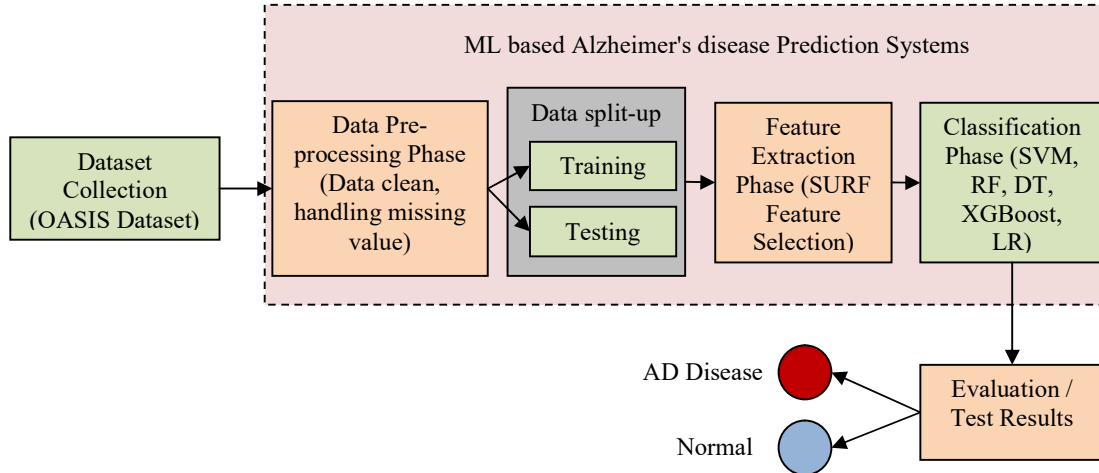 ML based Alzheimer's disease Prediction Systems
Dataset
Collection
(OASIS Dataset)
Data Pre-
processing Phase
(Data clean,
handling missing
value)
Data split-up
Training
Testing
Feature
Extraction
Phase (SURF
Feature
Selection)
Classification
Phase (SVM,
RF, DT,
XGBoost,
LR)
AD Disease
Normal
Evaluation /
Test Results